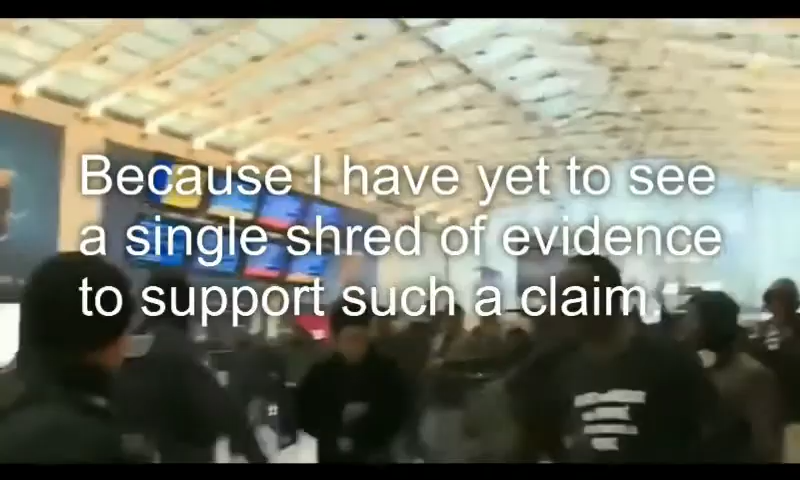 Because I have yet to see
a single shred of evidence
to support such a claim.